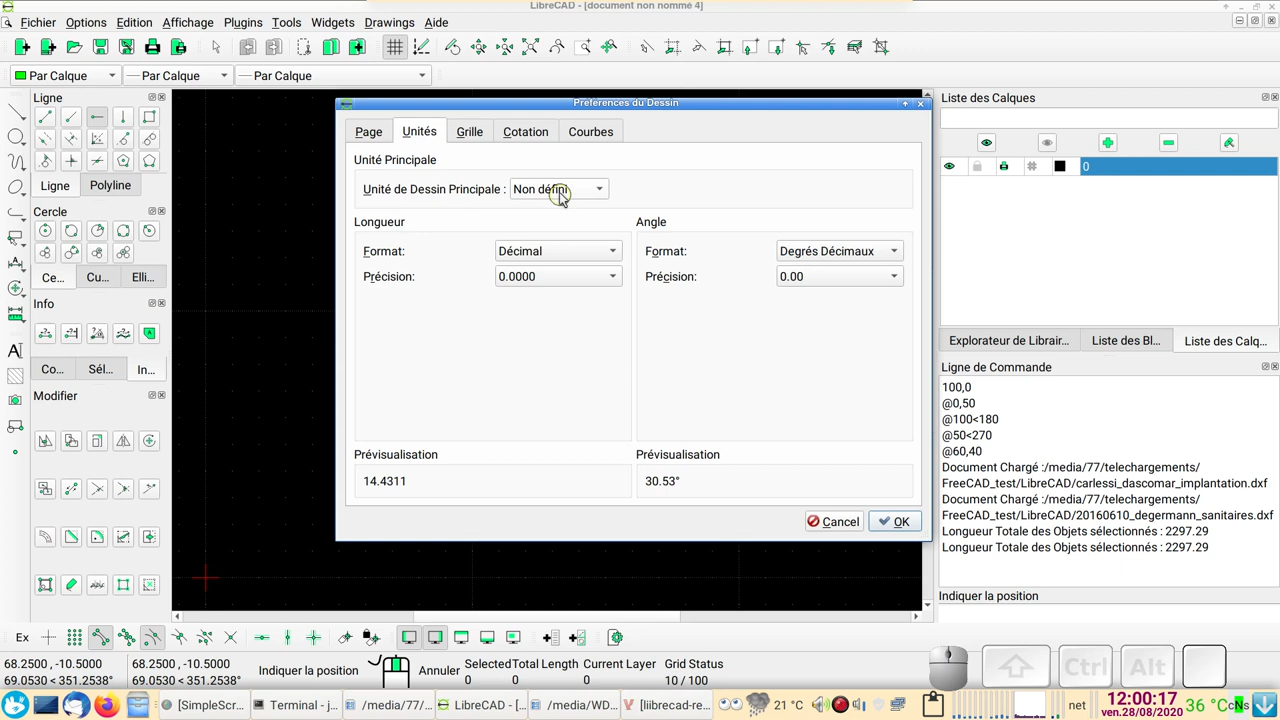 LibreCAD - [document non nommé 4]
Fichier Options Edition Affichage Plugins Tools Widgets Drawings Aide
Par Calque Par Calque Par Calque
Ligne
Ligne Polyline
Cercle
Ce... Cu... Elli...
Info
Co... Sél... In...
Modifier
Préférences du Dessin
Page Unités Grille Cotation Courbes
Unité Principale
Unité de Dessin Principale : Non défini
Longueur
Format: Décimal
Précision: 0.0000
Prévisualisation
14.4311
Angle
Format: Degrés Décimaux
Précision: 0.00
Prévisualisation
30.53°
Cancel OK
Liste des Calques
0
Explorateur de Librair... Liste des Bl... Liste des Calq...
Ligne de Commande
100,0
@0,50
@100<180
@50<270
@60,40
Document Chargé :/media/77/telechargements/
FreeCAD_test/LibreCAD/carlessi_dascomar_implantation.dxf
Document Chargé :/media/77/telechargements/
FreeCAD_test/LibreCAD/20160610_degermann_sanitaires.dxf
Longueur Totale des Objets sélectionnés : 2297.29
Longueur Totale des Objets sélectionnés : 2297.29
Indiquer la position
Ex
68.2500 , -10.5000
69.0530 < 351.2538°
68.2500 , -10.5000
69.0530 < 351.2538°
Indiquer la position
Annuler
Selected Total Length Current Layer Grid Status
0 0 0 10 / 100
Ctrl Alt
[SimpleScr... Terminal - j... /media/77/... LibreCAD - [... /media/WD... [liibrecad-re... 21 °C net 12:00:17 36 °C cNs
ven.28/08/2020